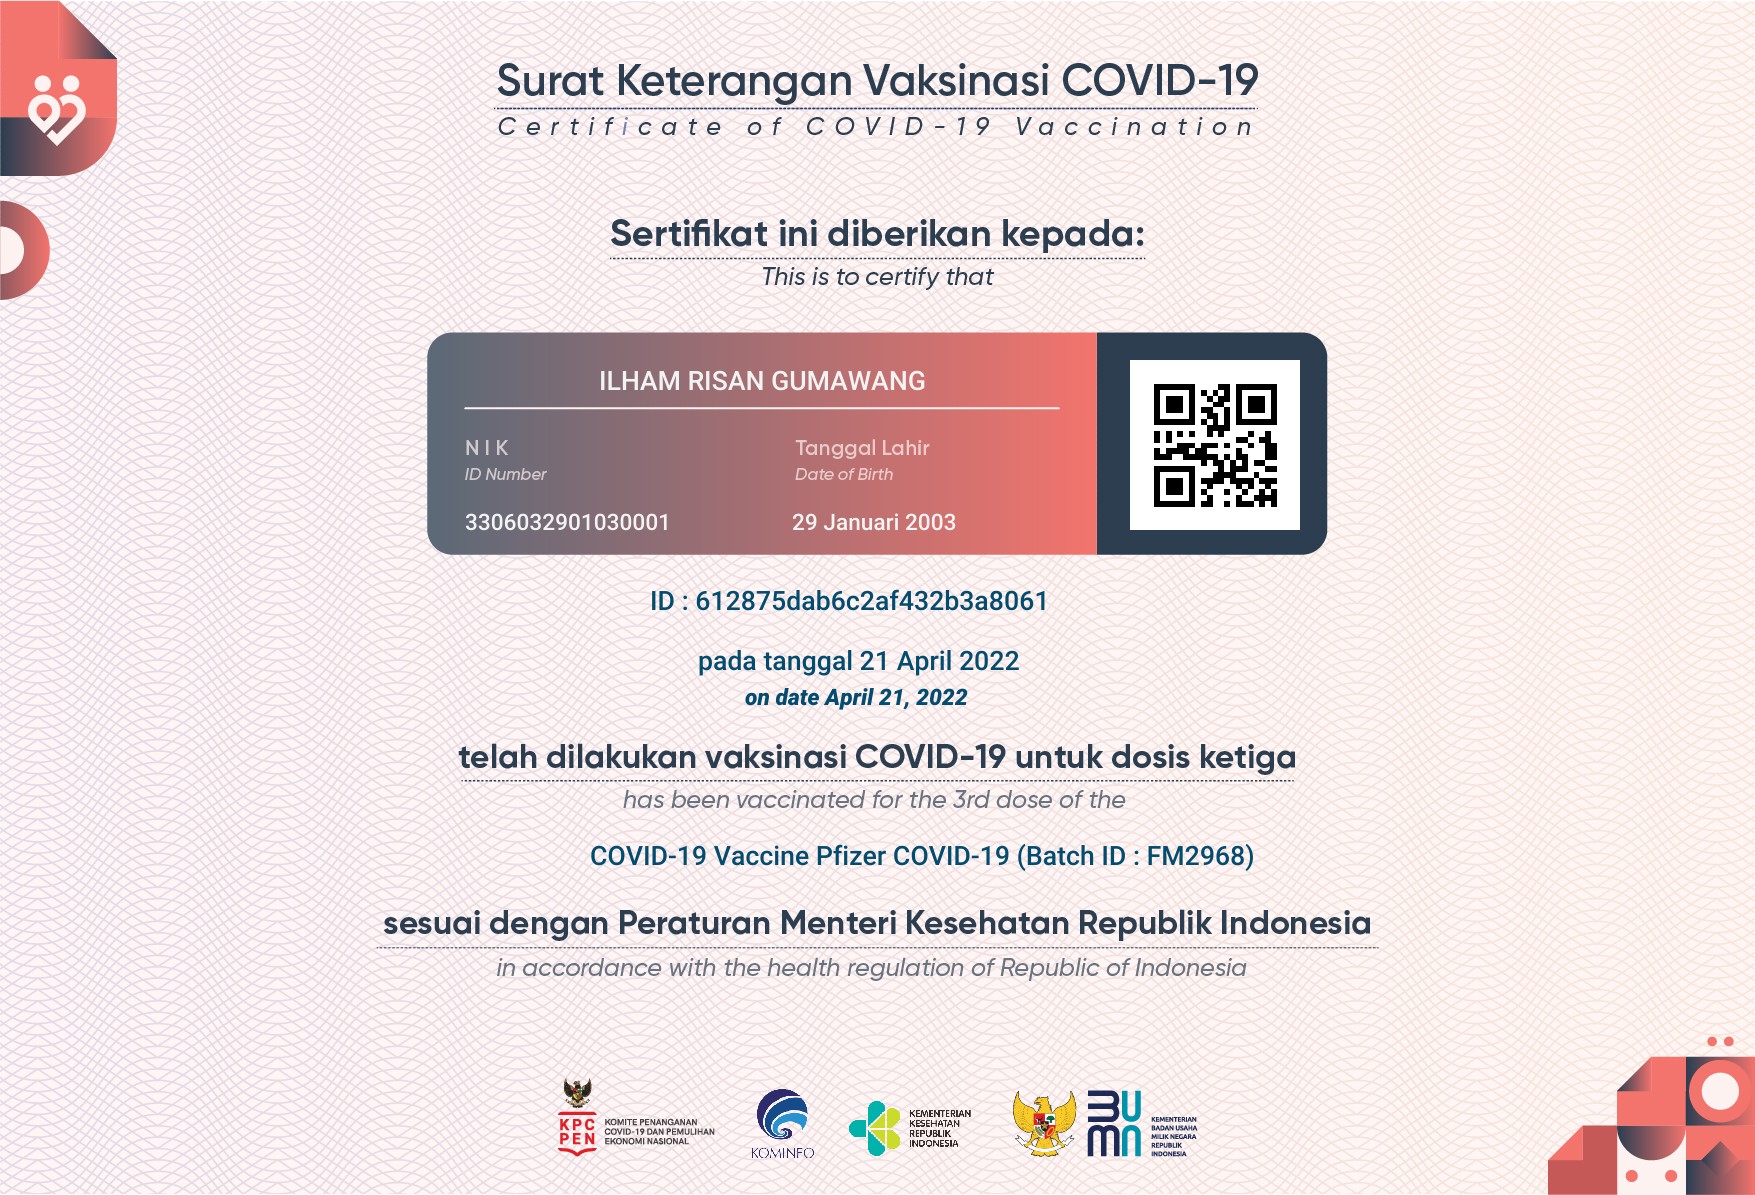 Surat Keterangan Vaksinasi COVID-19
Certificate of COVID-19 Vaccination
Sertifikat ini diberikan kepada:
This is to certify that
ILHAM RISAN GUMAWANG
NIK
Tanggal Lahir
ID Number
Date of Birth
3306032901030001
29 Januari 2003
ID : 612875dab6c2af432b3a8061
pada tanggal 21 April 2022
on date April 21, 2022
telah dilakukan vaksinasi COVID-19 untuk dosis ketiga
has been vaccinated for the 3rd dose of the
COVID-19 Vaccine Pfizer COVID-19 (Batch ID : FM2968)
sesuai dengan Peraturan Menteri Kesehatan Republik Indonesia
in accordance with the health regulation of Republic of Indonesia
KPC
PEN
KOMITE PENANGANAN
COVID-19 DAN PEMULIHAN
EKONOMI NASIONAL
KOMINFO
KEMENTERIAN
KESEHATAN
REPUBLIK
INDONESIA
BUMN
KEMENTERIAN
BADAN USAHA
MILIK NEGARA
REPUBLIK
INDONESIA